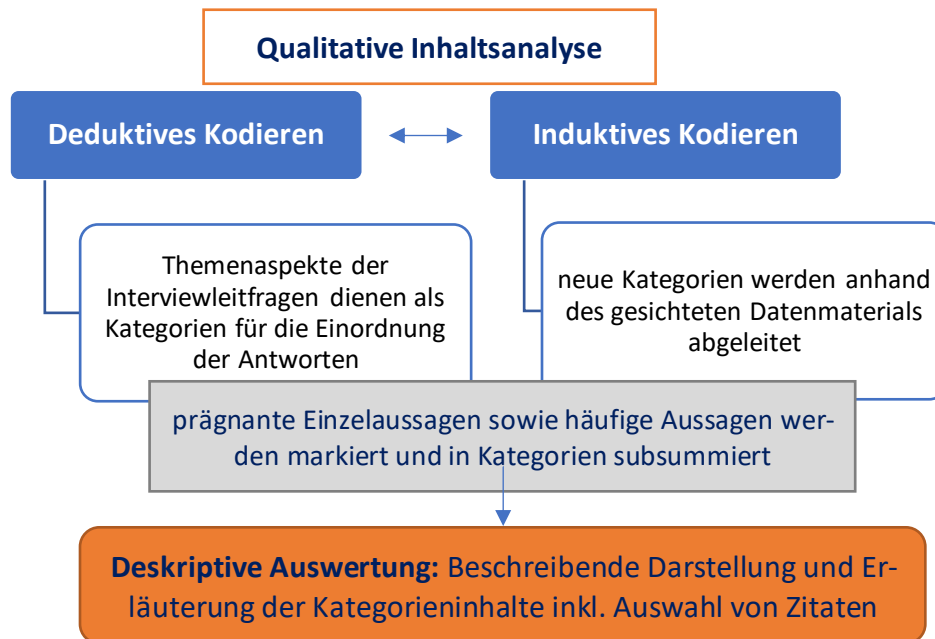 Qualitative Inhaltsanalyse
Deduktives Kodieren
Induktives Kodieren
Themenaspekte der
Interviewleitfragen dienen als
Kategorien für die Einordnung
der Antworten
neue Kategorien werden anhand
des gesichteten Datenmaterials
abgeleitet
prägnante Einzelaussagen sowie häufige Aussagen wer-
den markiert und in Kategorien subsummiert
Deskriptive Auswertung: Beschreibende Darstellung und Er-
läuterung der Kategorieninhalte inkl. Auswahl von Zitaten